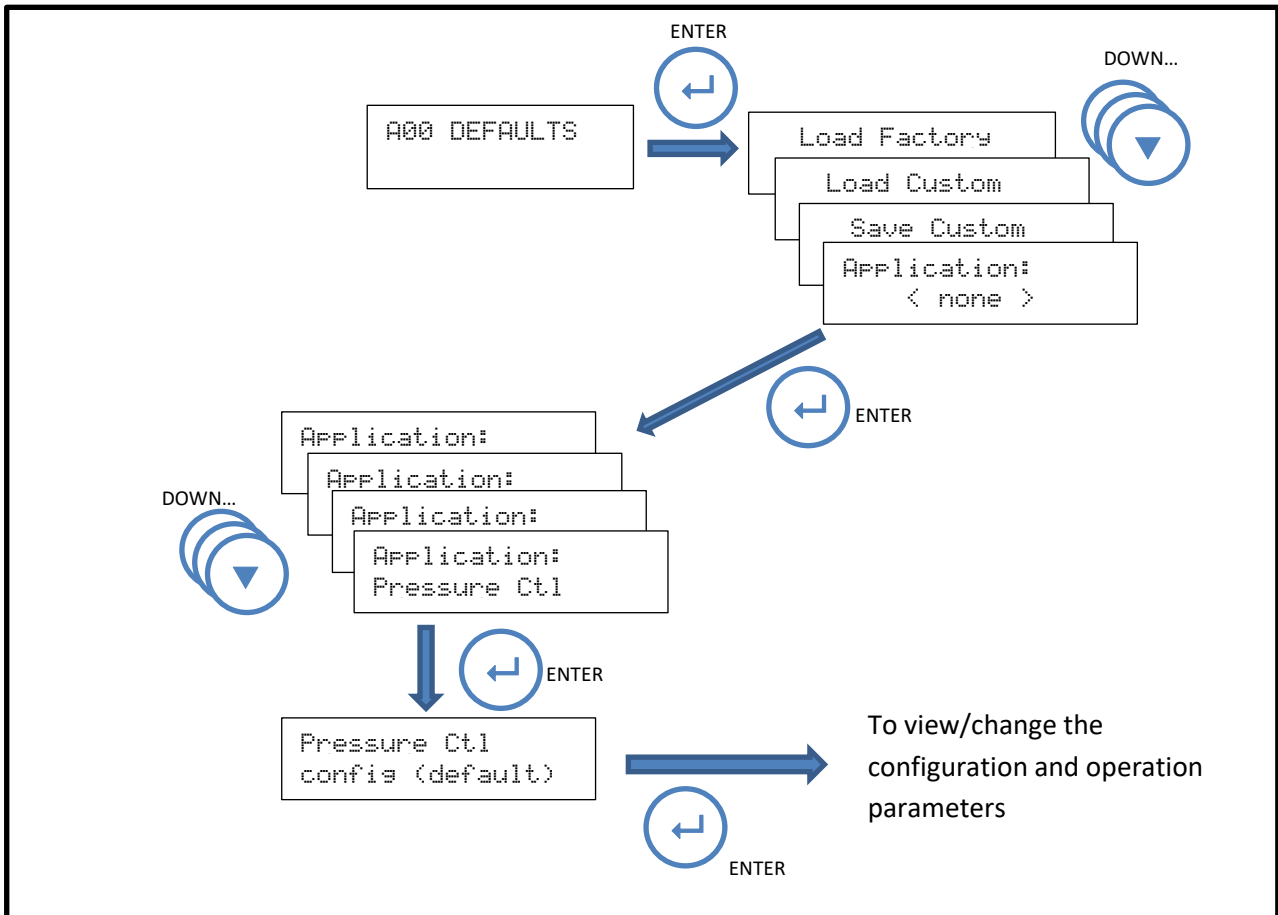 ENTER
DOWN...
A00 DEFAULTS
Load Factory
Load Custom
Save Custom
Application:
< none >
ENTER
Application:
Application:
Application:
Application:
Pressure Ctl
DOWN...
ENTER
Pressure Ctl
config (default)
To view/change the
configuration and operation
parameters
ENTER